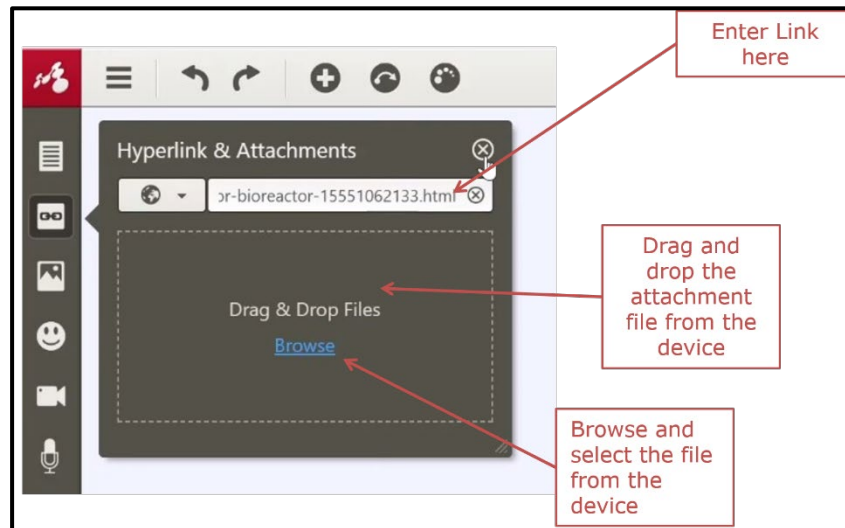 Enter Link
here
Hyperlink & Attachments
or-bioreactor-15551062133.html
Drag and
drop the
attachment
file from the
device
Drag & Drop Files
Browse
Browse and
select the file
from the
device